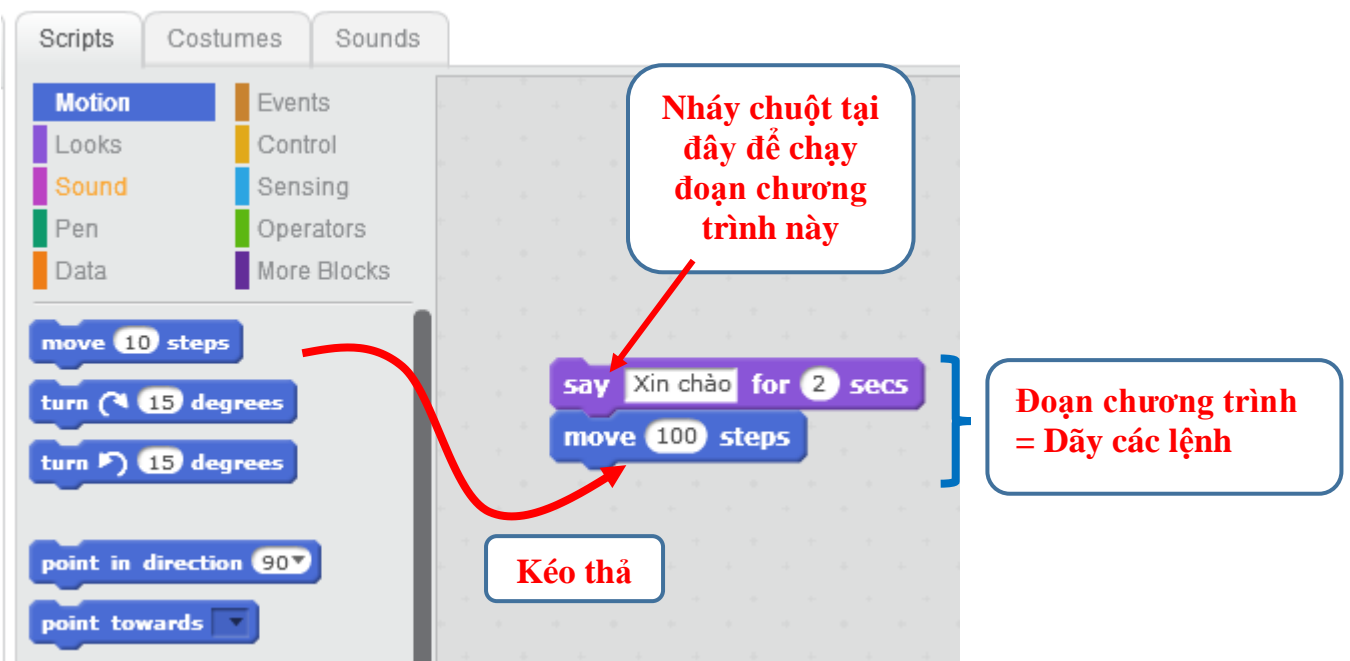 Scripts Costumes Sounds
Motion Events
Looks Control
Sound Sensing
Pen Operators
Data More Blocks
move 10 steps
turn 15 degrees
turn 15 degrees
point in direction 90
point towards
Nháy chuột tại
đây để chạy
đoạn chương
trình này
say Xin chào for 2 secs
move 100 steps
Kéo thả
Đoạn chương trình
= Dãy các lệnh